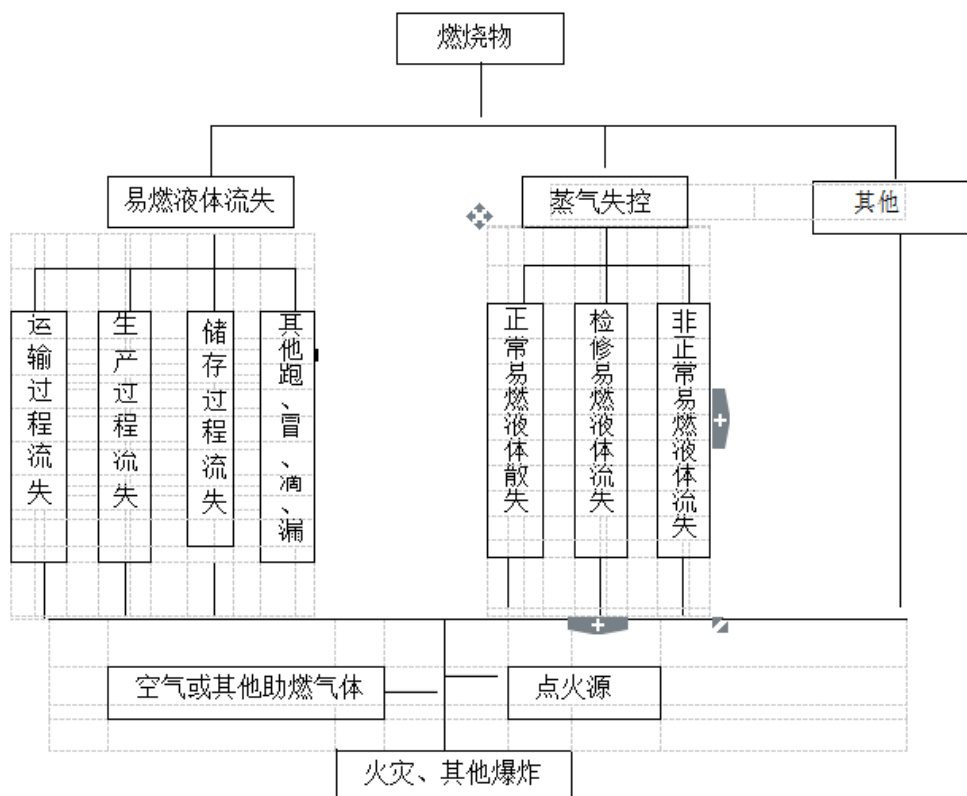 燃烧物
易燃液体流失
蒸气失控
其他
运输过程流失
生产过程流失
储存过程流失
其他跑、冒、滴、漏
正常易燃液体散失
检修易燃液体流失
非正常易燃液体流失
空气或其他助燃气体
点火源
火灾、其他爆炸